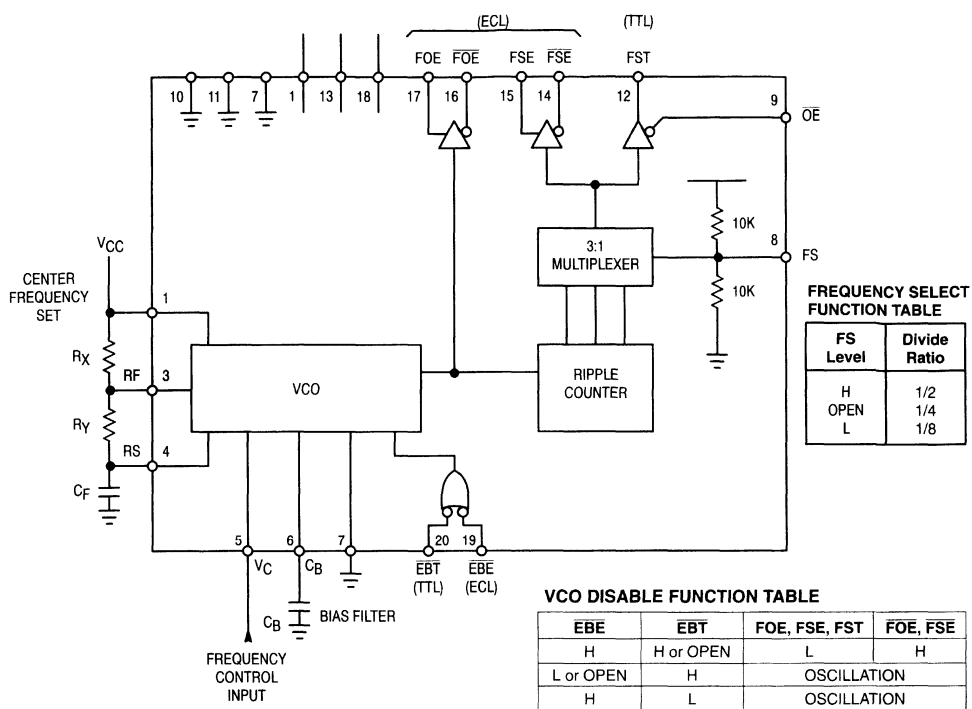 (ECL)
(TTL)
FOE
FOE
FSE
FSE
FST
10
11
7
1
13
18
17
16
15
14
12
9
OE
10K
3:1
MULTIPLEXER
8
FS
10K
VCC
CENTER
FREQUENCY
SET
1
RX
RF
3
VCO
RIPPLE
COUNTER
RY
RS
4
CF
FREQUENCY SELECT
FUNCTION TABLE
FS Level Divide Ratio
H 1/2
OPEN 1/4
L 1/8
5
VC
6
CB
7
20
19
EBT
(TTL)
EBE
(ECL)
CB
BIAS FILTER
FREQUENCY
CONTROL
INPUT
VCO DISABLE FUNCTION TABLE
EBE EBT FOE, FSE, FST FOE, FSE
H H or OPEN L H
L or OPEN H OSCILLATION
H L OSCILLATION